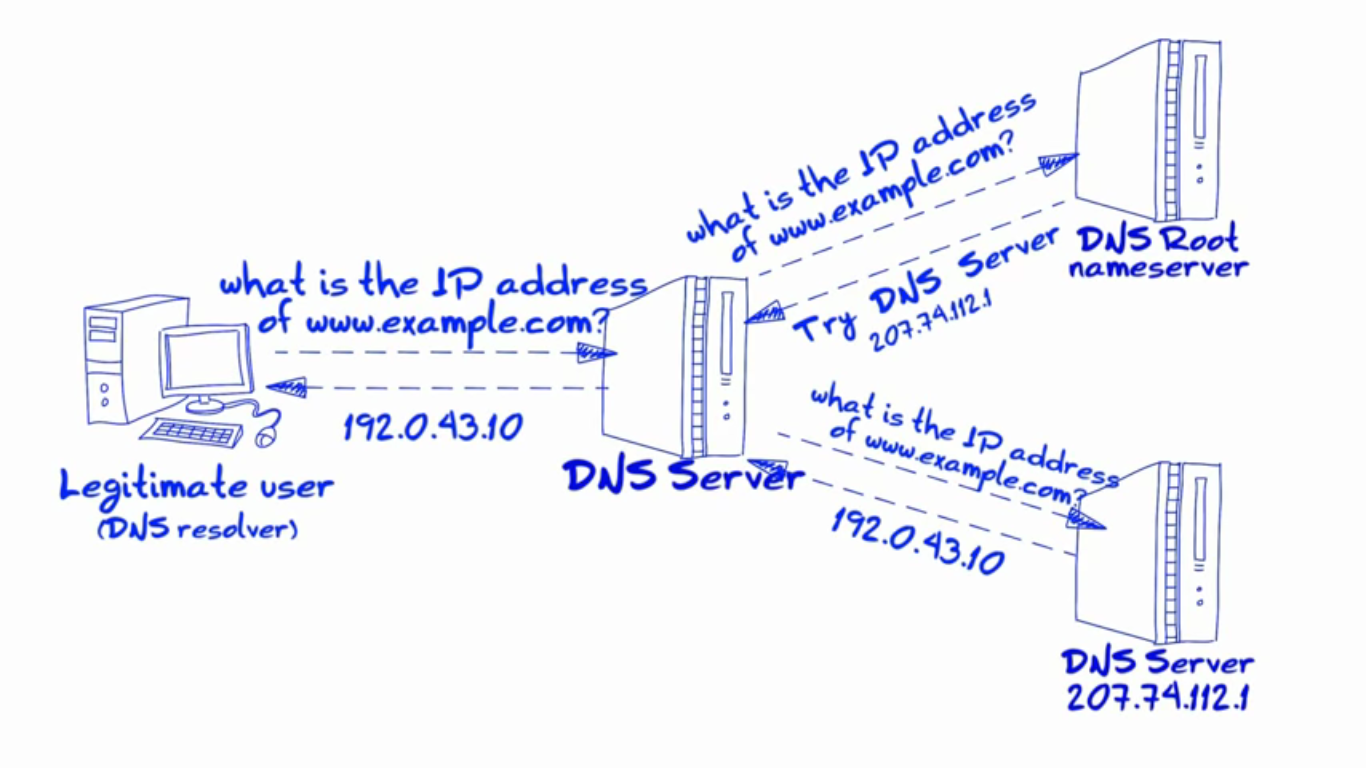 what is the IP address
of www.example.com?
192.0.43.10
Legitimate user
(DNS resolver)
DNS Server
what is the IP address
of www.example.com?
Try DNS Server
207.74.112.1
DNS Root
nameserver
what is the IP address
of www.example.com?
192.0.43.10
DNS Server
207.74.112.1